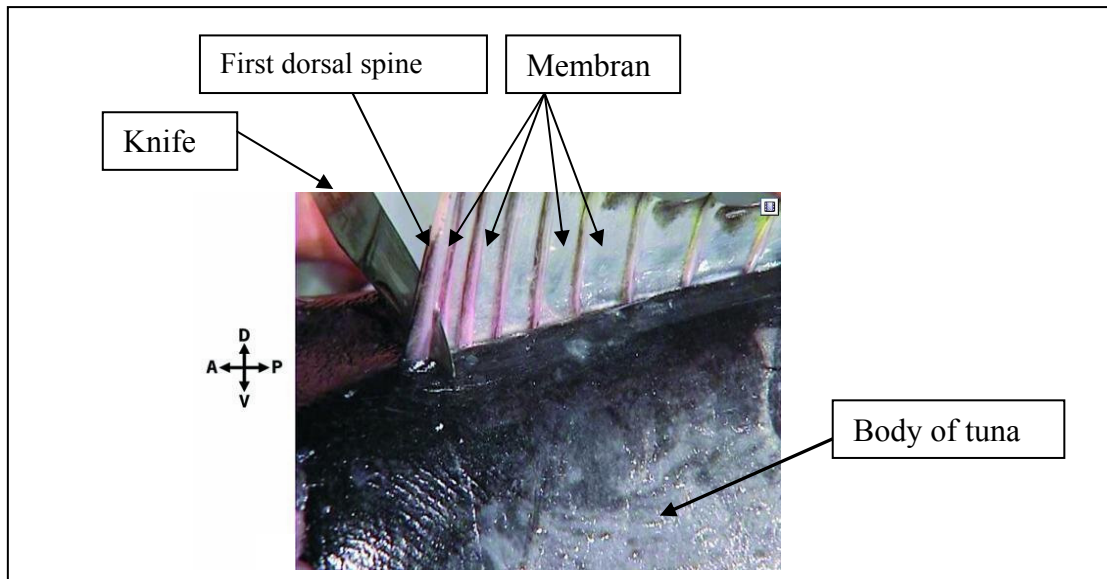 First dorsal spine
Membran
Knife
D
A P
V
Body of tuna